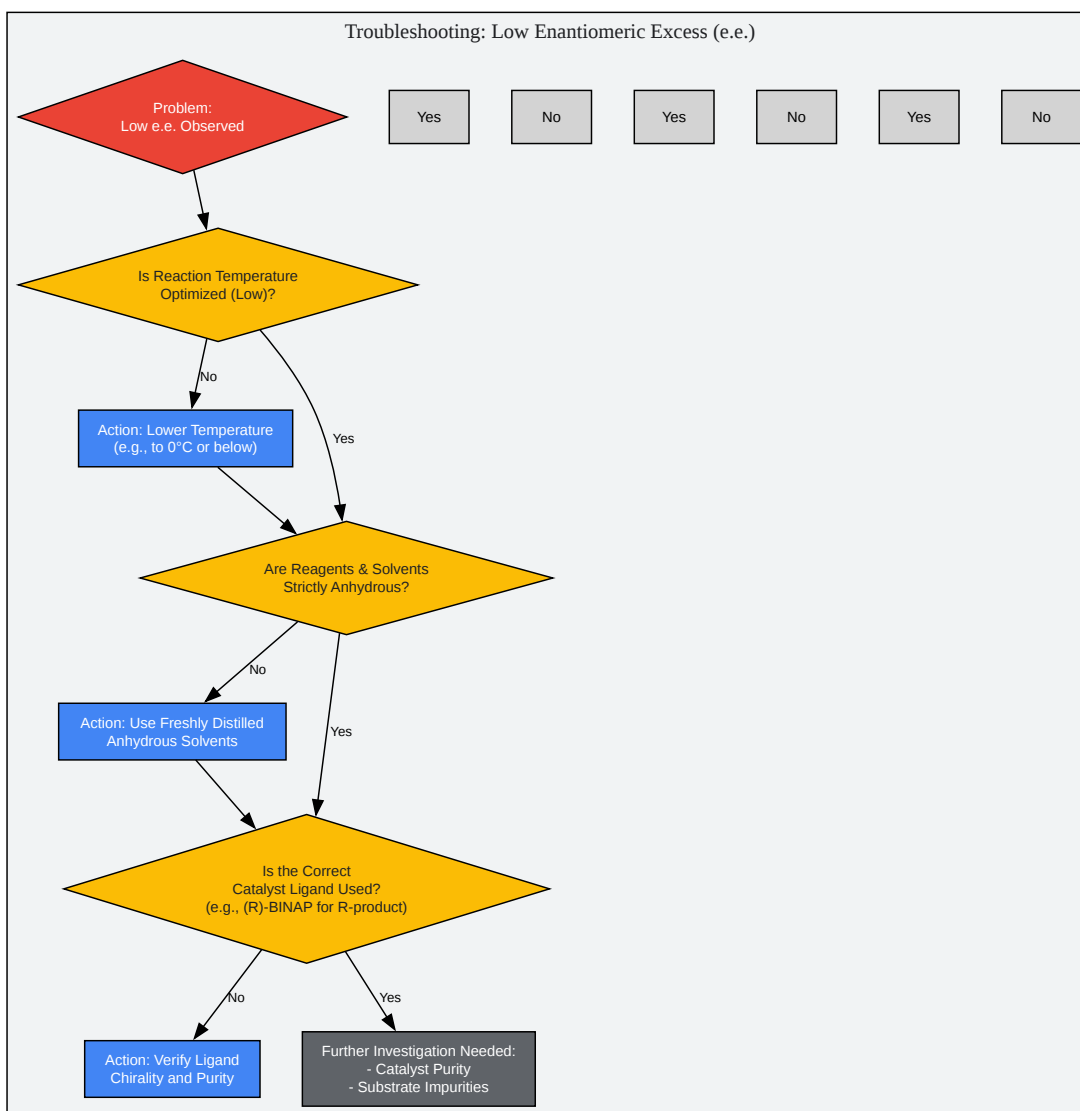 Troubleshooting: Low Enantiomeric Excess (e.e.)
Problem:
Low e.e. Observed
Yes
No
Yes
No
Yes
No
Is Reaction Temperature
Optimized (Low)?
No
Action: Lower Temperature
(e.g., to 0°C or below)
Yes
Are Reagents & Solvents
Strictly Anhydrous?
No
Action: Use Freshly Distilled
Anhydrous Solvents
Yes
Is the Correct
Catalyst Ligand Used?
(e.g., (R)-BINAP for R-product)
No
Yes
Action: Verify Ligand
Chirality and Purity
Further Investigation Needed:
- Catalyst Purity
- Substrate Impurities